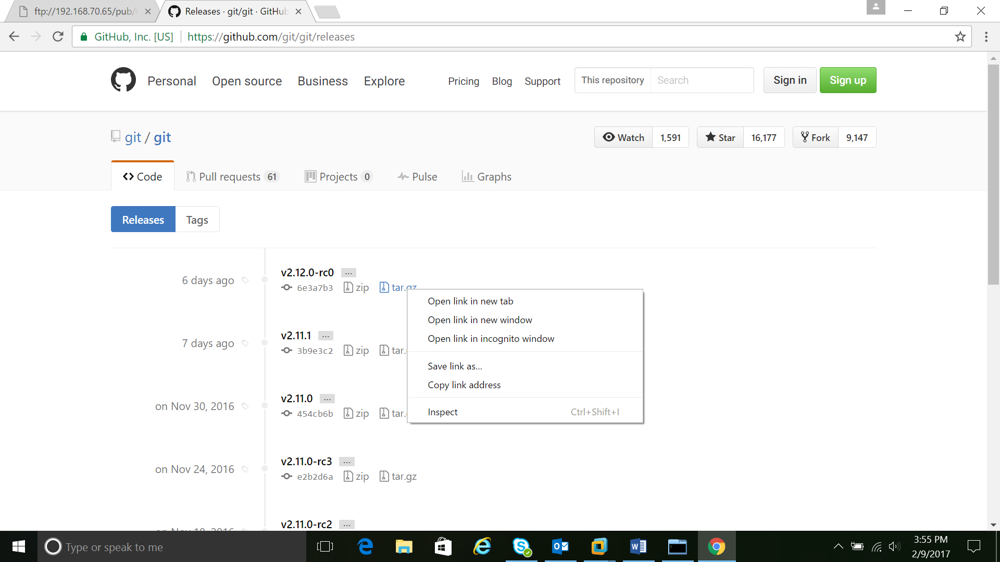 ftp://192.168.70.65/pub/
Releases · git/git · GitHub
GitHub, Inc. [US]
https://github.com/git/git/releases
Personal Open source Business Explore Pricing Blog Support This repository Search Sign in Sign up
git / git
Watch 1,591 Star 16,177 Fork 9,147
Code Pull requests 61 Projects 0 Pulse Graphs
Releases Tags
6 days ago
v2.12.0-rc0 ...
6e3a7b3 zip tar.gz
Open link in new tab
Open link in new window
Open link in incognito window
Save link as...
Copy link address
Inspect Ctrl+Shift+I
7 days ago
v2.11.1 ...
3b9e3c2 zip tar.
on Nov 30, 2016
v2.11.0 ...
454cb6b zip tar.
on Nov 24, 2016
v2.11.0-rc3 ...
e2b2d6a zip tar.gz
on Nov 18, 2016
v2.11.0-rc2 ...
Type or speak to me
3:55 PM
2/9/2017